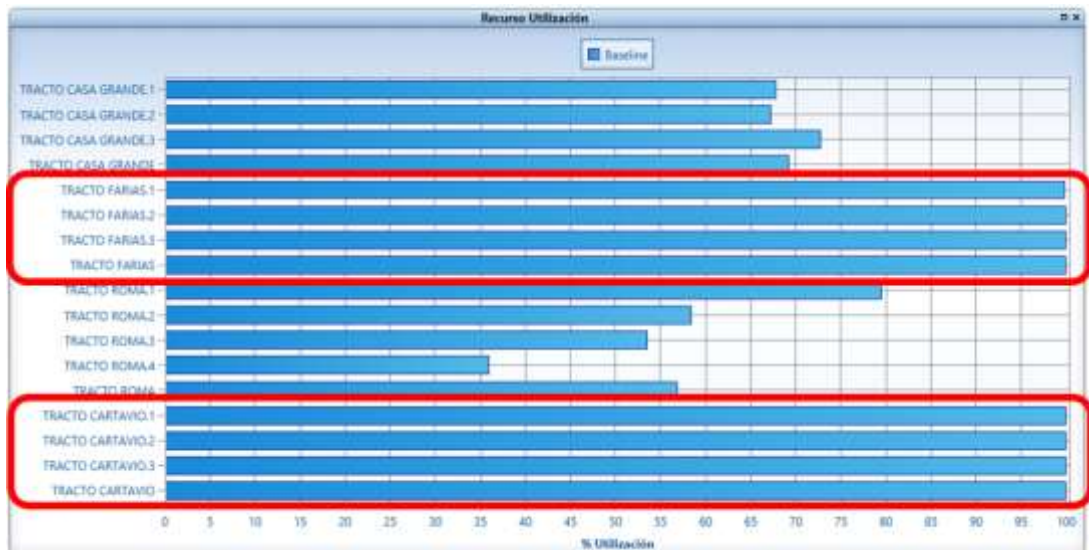 Recurso Utilización
Baseline
TRACTO CASA GRANDE.1
TRACTO CASA GRANDE.2
TRACTO CASA GRANDE.3
TRACTO CASA GRANDE
TRACTO FARIAS.1
TRACTO FARIAS.2
TRACTO FARIAS.3
TRACTO FARIAS
TRACTO ROMA.1
TRACTO ROMA.2
TRACTO ROMA.3
TRACTO ROMA.4
TRACTO ROMA
TRACTO CARTAVIO.1
TRACTO CARTAVIO.2
TRACTO CARTAVIO.3
TRACTO CARTAVIO
0 5 10 15 20 25 30 35 40 45 50 55 60 65 70 75 80 85 90 95 100
% Utilización